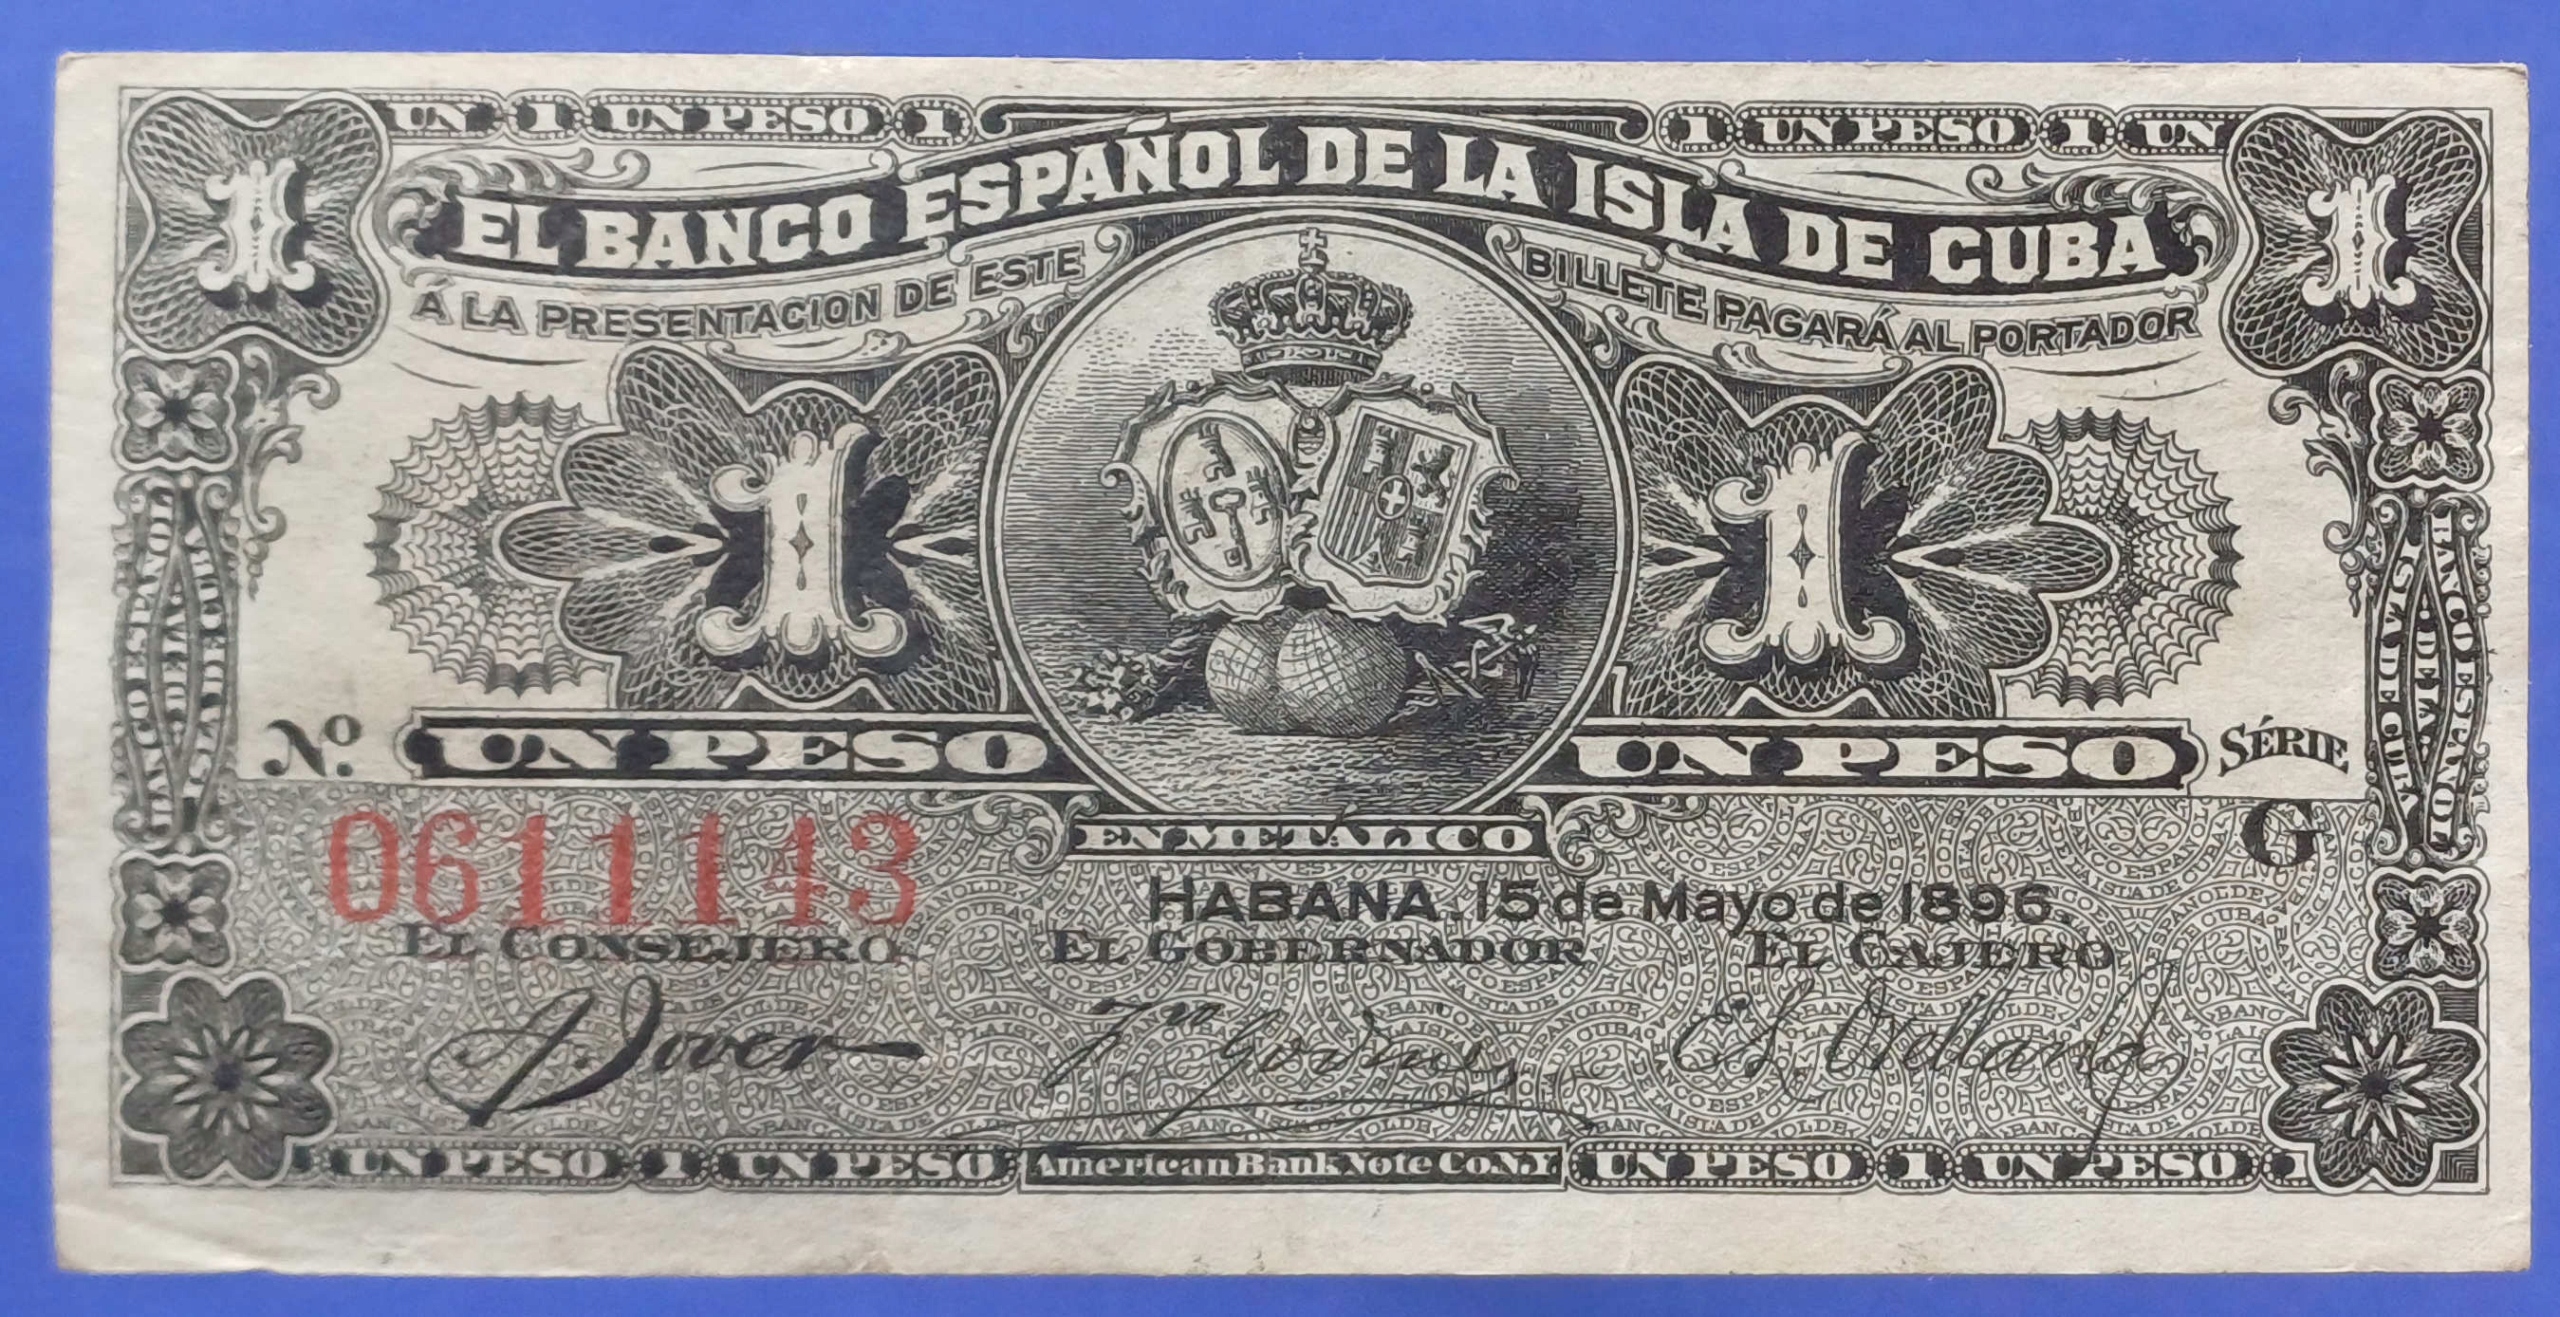 UN 1 UN PESO 1
1 UN PESO 1 UN
1
1
EL BANCO ESPAÑOL DE LA ISLA DE CUBA
Á LA PRESENTACION DE ESTE BILLETE PAGARÁ AL PORTADOR
1
1
BANCO ESPAÑOL
DE LA
ISLA DE CUBA
BANCO ESPAÑOL
DE LA
ISLA DE CUBA
Nº.
UN PESO
UN PESO
SÉRIE
G
0611143
EN METÁLICO
HABANA, 15 de Mayo de 1896.
EL CONSEJERO
EL GOBERNADOR
EL CAJERO
UN PESO 1 UN PESO
American Bank Note Co. N.Y.
UN PESO 1 UN PESO 1